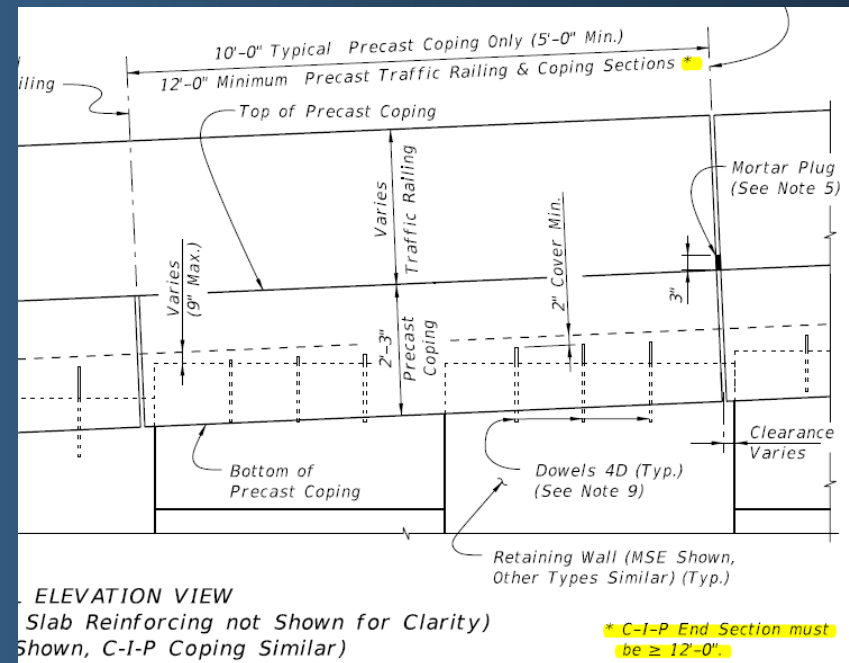 10'-0" Typical Precast Coping Only (5'-0" Min.)
12'-0" Minimum Precast Traffic Railing & Coping Sections *
iling
Top of Precast Coping
Varies
Traffic Railing
Mortar Plug
(See Note 5)
Varies
(9" Max.)
2" Cover Min.
3"
2'-3"
Precast
Coping
Clearance
Varies
Bottom of
Precast Coping
Dowels 4D (Typ.)
(See Note 9)
Retaining Wall (MSE Shown,
Other Types Similar) (Typ.)
ELEVATION VIEW
Slab Reinforcing not Shown for Clarity)
Shown, C-I-P Coping Similar)
* C-I-P End Section must
be ≥ 12'-0".